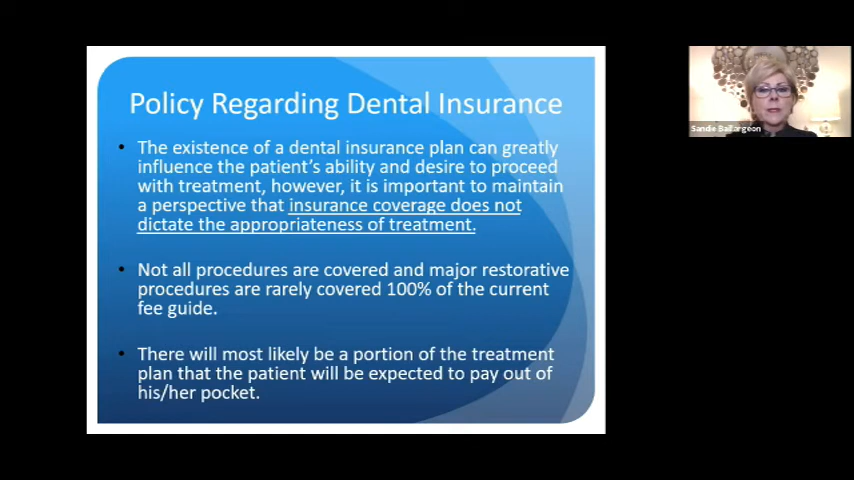 Policy Regarding Dental Insurance
• The existence of a dental insurance plan can greatly
influence the patient's ability and desire to proceed
with treatment, however, it is important to maintain
a perspective that insurance coverage does not
dictate the appropriateness of treatment.
• Not all procedures are covered and major restorative
procedures are rarely covered 100% of the current
fee guide.
• There will most likely be a portion of the treatment
plan that the patient will be expected to pay out of
his/her pocket.
Sandie Baillargeon